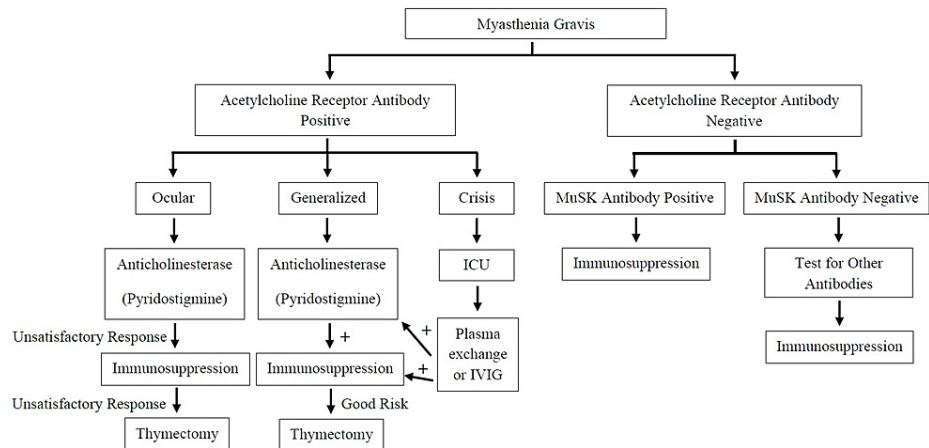 Myasthenia Gravis
Acetylcholine Receptor Antibody
Positive
Acetylcholine Receptor Antibody
Negative
Ocular
Generalized
Crisis
MuSK Antibody Positive
MuSK Antibody Negative
Anticholinesterase
(Pyridostigmine)
Anticholinesterase
(Pyridostigmine)
ICU
Immunosuppression
Test for Other
Antibodies
Unsatisfactory Response
+
+
Plasma
exchange
or IVIG
Immunosuppression
Immunosuppression
Immunosuppression
+
Unsatisfactory Response
Good Risk
Thymectomy
Thymectomy